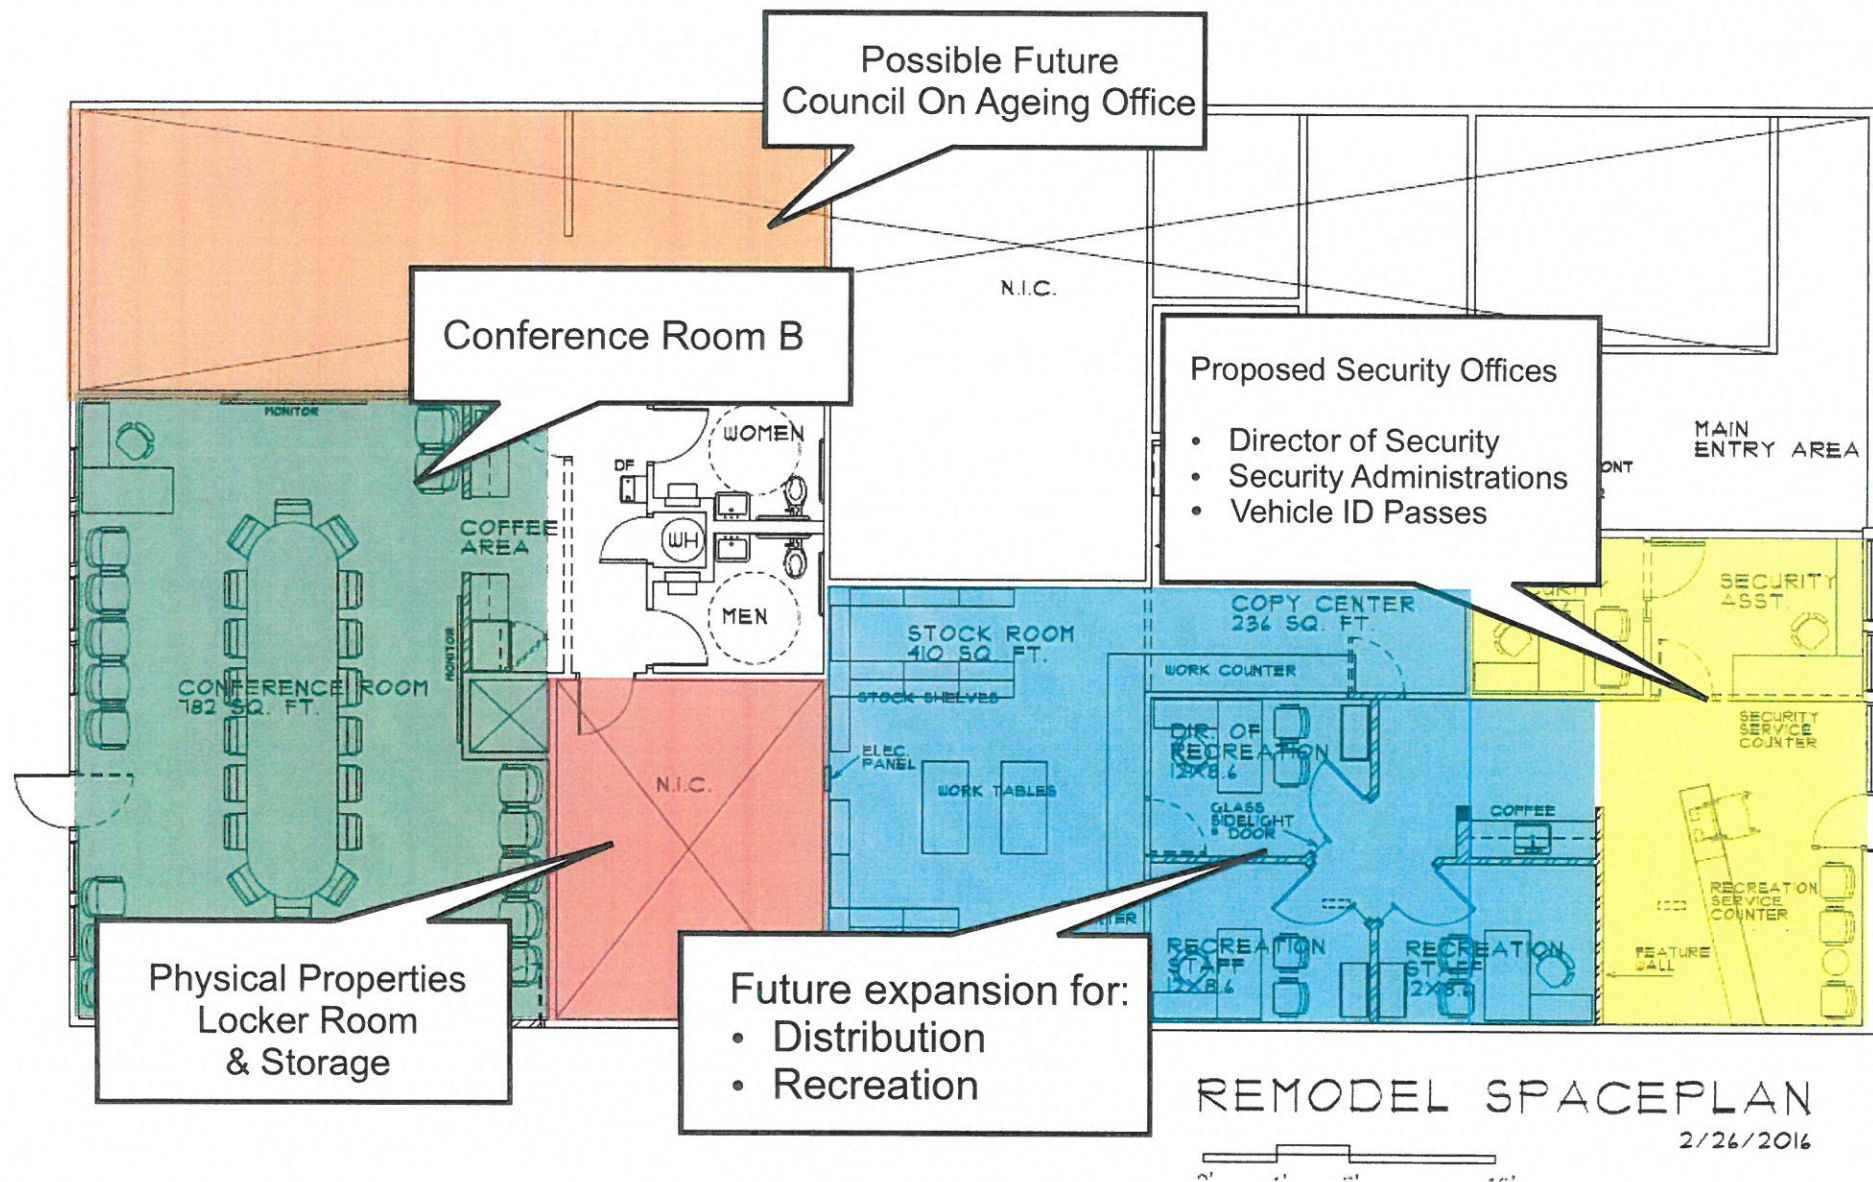 Possible Future
Council On Ageing Office
Conference Room B
N.I.C.
Proposed Security Offices
• Director of Security
• Security Administrations
• Vehicle ID Passes
MAIN
ENTRY AREA
MONITOR
WOMEN
DF
COFFEE
AREA
WH
MEN
MONITOR
CONFERENCE ROOM
782 SQ. FT.
STOCK ROOM
410 SQ. FT.
STOCK SHELVES
COPY CENTER
236 SQ. FT.
WORK COUNTER
SECURITY
ASST.
SECURITY
SERVICE
COUNTER
N.I.C.
ELEC.
PANEL
WORK TABLES
DIR. OF
RECREATION
12X8.6
GLASS
SIDELIGHT
DOOR
COFFEE
RECREATION
SERVICE
COUNTER
FEATURE
WALL
RECREATION
STAFF
12X8.6
RECREATION
STAFF
Physical Properties
Locker Room
& Storage
Future expansion for:
• Distribution
• Recreation
REMODEL SPACEPLAN
2/26/2016